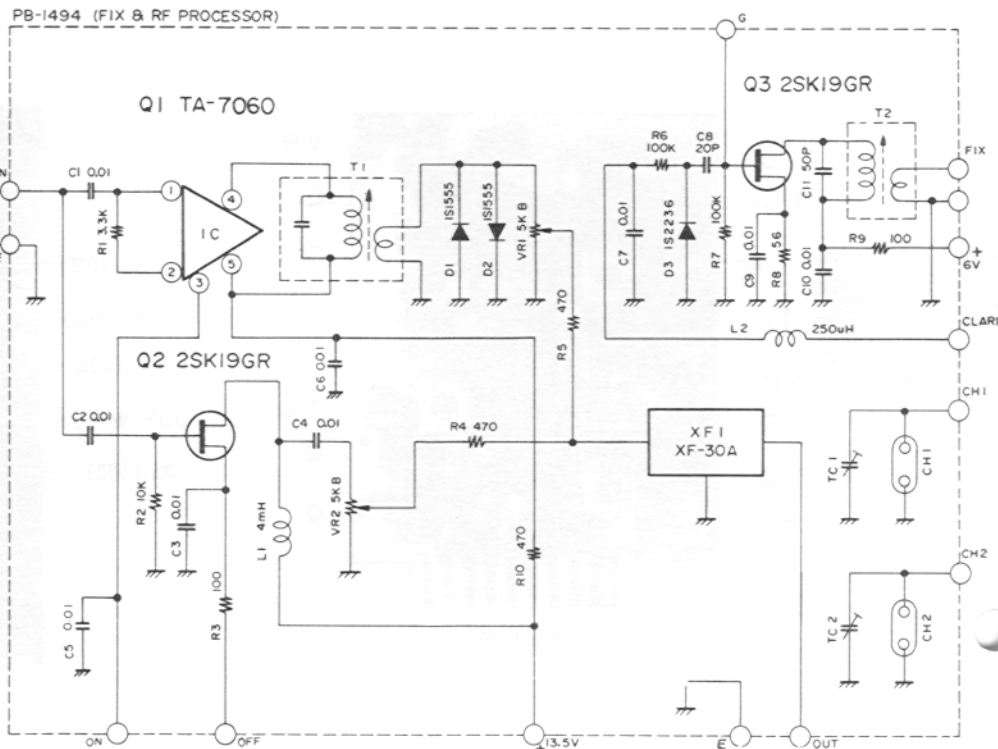 PB-1494 (FIX & RF PROCESSOR)
G
Q1 TA-7060
Q3 2SK19GR
T2
FIX
C1 0.01
R1 3.3K
1
2
3
4
5
IC
T1
1S1555
1S1555
D1
D2
VR1 5K B
R6
100K
C8
20P
C7 0.01
1S2236
D3
100K
R7
C9 0.01
R8 56
C11 50P
C10 0.01
R9 100
+
6V
470
R5
L2 250uH
Q2 2SK19GR
C6 0.01
C2 0.01
R2 10K
C3 0.01
C4 0.01
L1 4mH
VR2 5K B
R4 470
XF1
XF-30A
R10 470
CH1
TC1
CH1
CH2
TC2
CH2
C5 0.01
100
R3
ON
OFF
13.5V
E
OUT